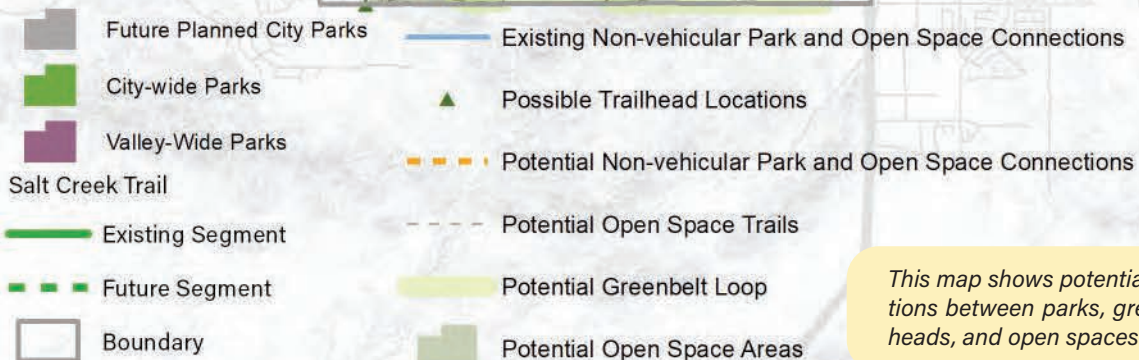 Future Planned City Parks
City-wide Parks
Valley-Wide Parks
Salt Creek Trail
Existing Segment
Future Segment
Boundary
Existing Non-vehicular Park and Open Space Connections
Possible Trailhead Locations
Potential Non-vehicular Park and Open Space Connections
Potential Open Space Trails
Potential Greenbelt Loop
Potential Open Space Areas
This map shows potential
tions between parks, gre
heads, and open spaces